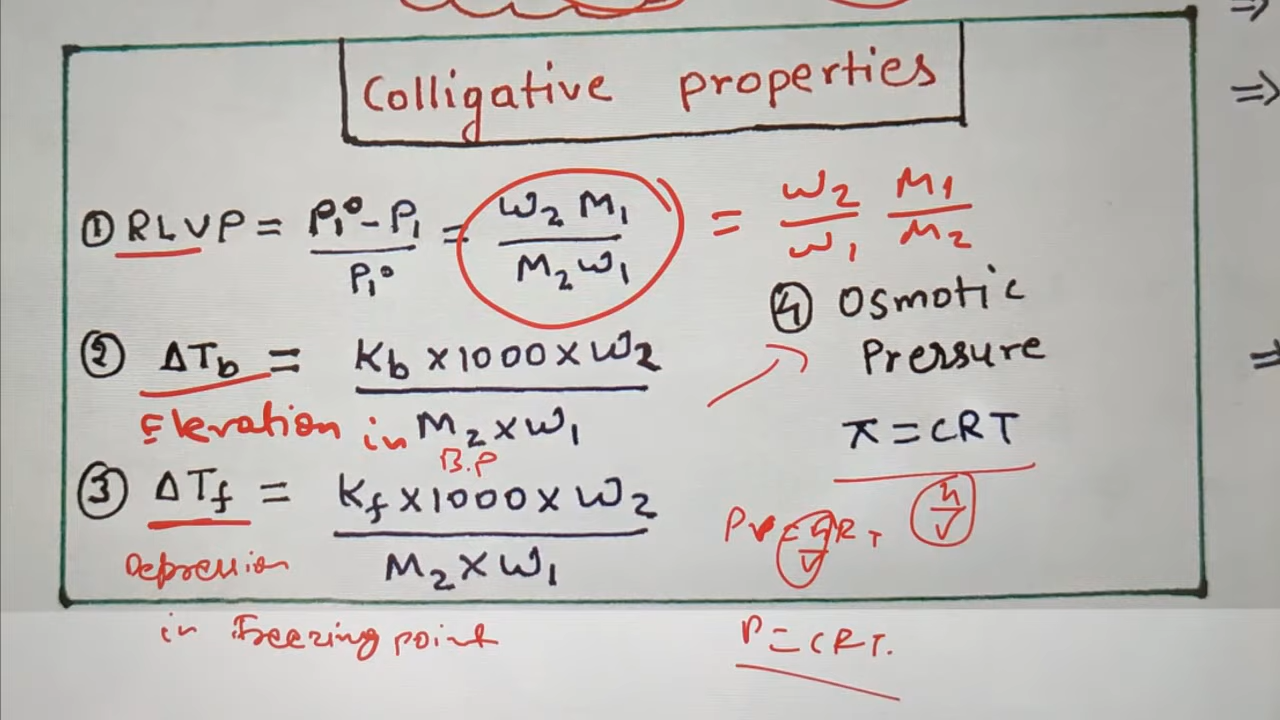 Colligative properties
① RLVP = P₁° - P₁ / P₁° = W₂ M₁ / M₂ W₁ = W₂ / W₁ M₁ / M₂
② ΔTb = Kb × 1000 × W₂ / M₂ × W₁
Elevation in B.P
③ ΔTf = Kf × 1000 × W₂ / M₂ × W₁
Depression
in Freezing point
④ Osmotic
Pressure
π = CRT
n / V
PV = nRT
V
P = CRT.